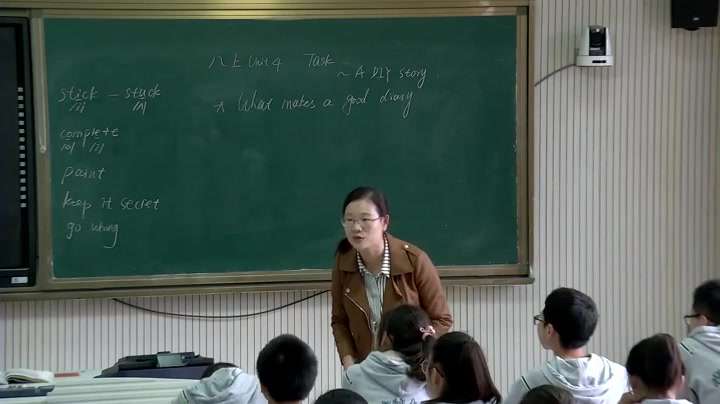 八上 Unit 4 Task
~ A DIY story.
* What makes a good diary
stick - stuck
/ɪ/ /ʌ/
complete
/ə/ /iː/
paint
keep it secret
go wrong